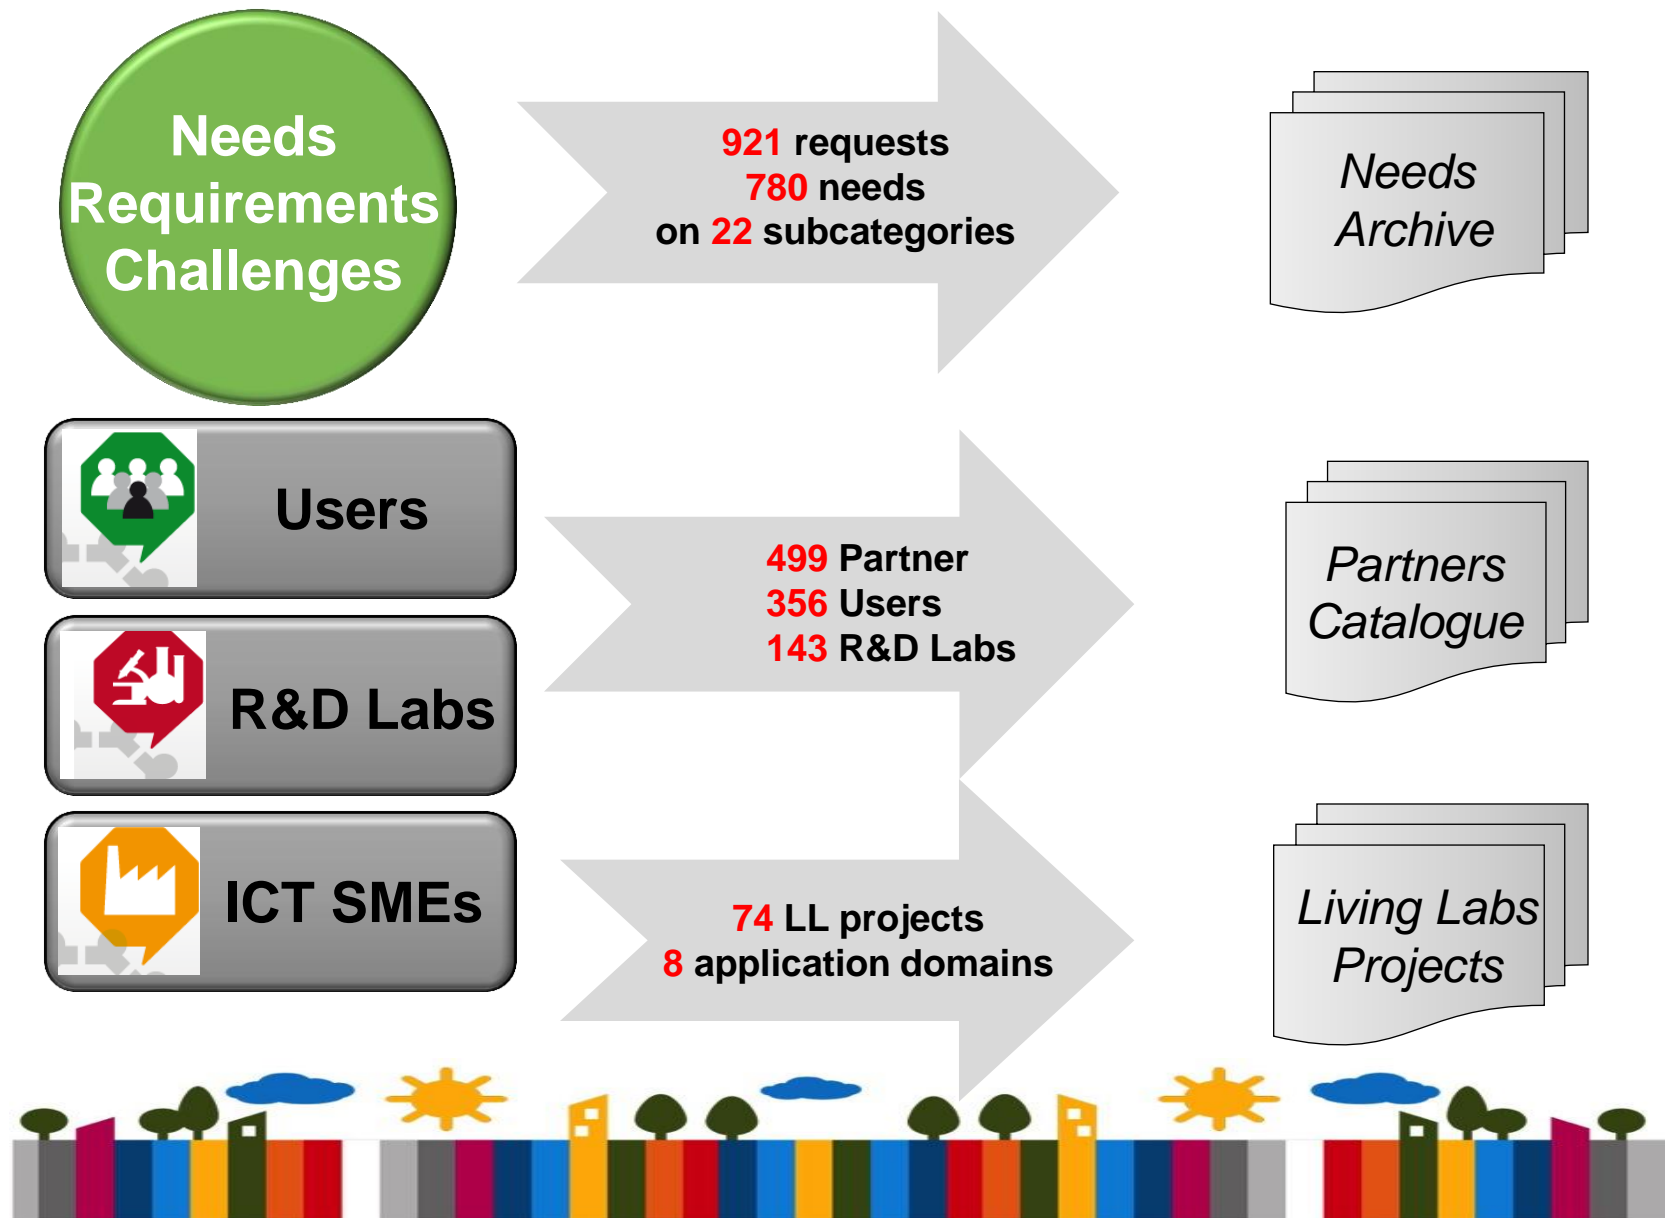 Needs
Requirements
Challenges
921 requests
780 needs
on 22 subcategories
Needs
Archive
Users
R&D Labs
499 Partner
356 Users
143 R&D Labs
Partners
Catalogue
ICT SMEs
74 LL projects
8 application domains
Living Labs
Projects